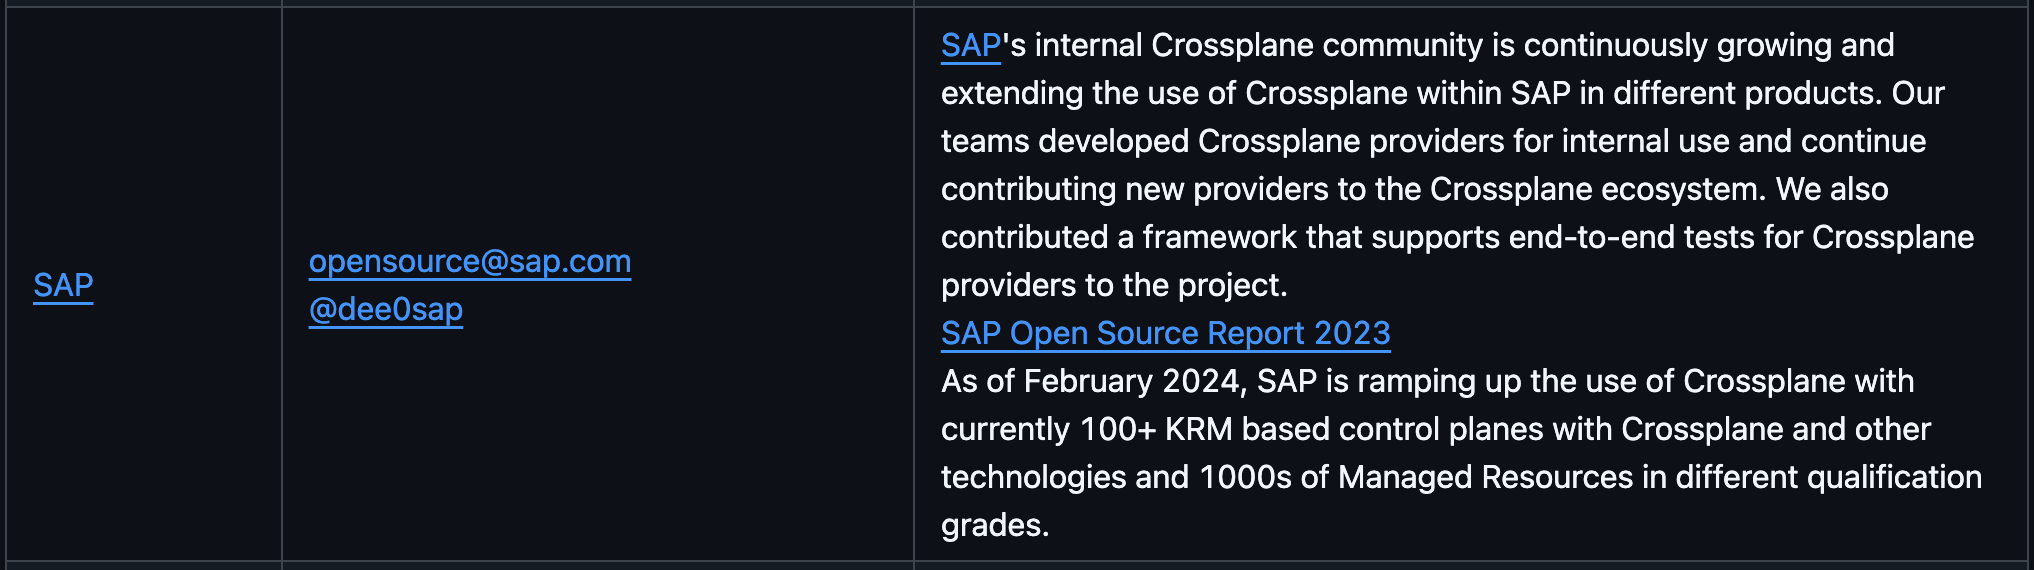 SAP
opensource@sap.com
@dee0sap
SAP's internal Crossplane community is continuously growing and
extending the use of Crossplane within SAP in different products. Our
teams developed Crossplane providers for internal use and continue
contributing new providers to the Crossplane ecosystem. We also
contributed a framework that supports end-to-end tests for Crossplane
providers to the project.
SAP Open Source Report 2023
As of February 2024, SAP is ramping up the use of Crossplane with
currently 100+ KRM based control planes with Crossplane and other
technologies and 1000s of Managed Resources in different qualification
grades.